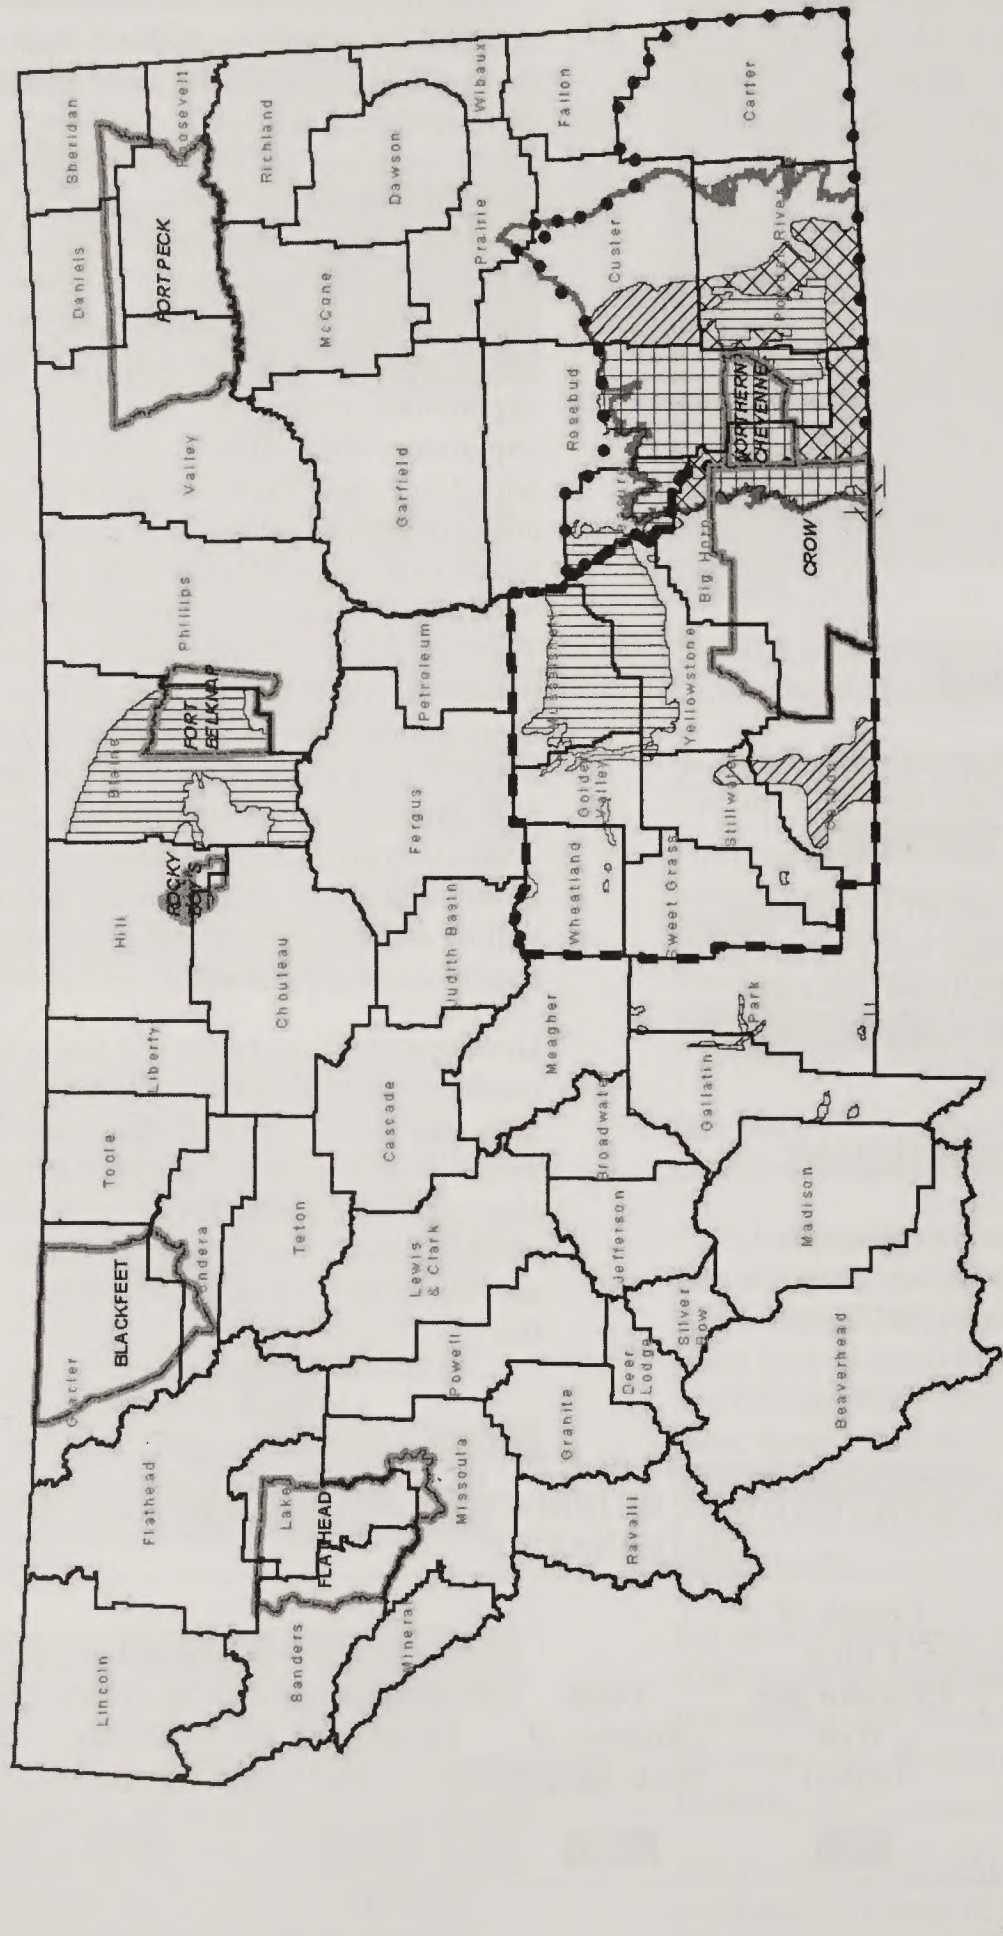 Lincoln
Flathead
Glacier
BLACKFEET
Toole
Liberty
Hill
ROCKY
BOY'S
Blaine
FORT
BELKNAP
Phillips
Valley
Daniels
Sheridan
FORT PECK
Roosevelt
Sanders
Lake
FLATHEAD
Pondera
Teton
Chouteau
McCone
Richland
Mineral
Missoula
Powell
Lewis
& Clark
Cascade
Judith Basin
Fergus
Petroleum
Garfield
Prairie
Dawson
Wibaux
Ravalli
Granite
Deer
Lodge
Silver
Bow
Jefferson
Broadwater
Meagher
Wheatland
Golden
Valley
Musselshell
Treasure
Rosebud
Custer
Fallon
Beaverhead
Madison
Gallatin
Park
Sweet Grass
Stillwater
Carbon
Yellowstone
Big Horn
CROW
NORTHERN
CHEYENNE
Powder River
Carter